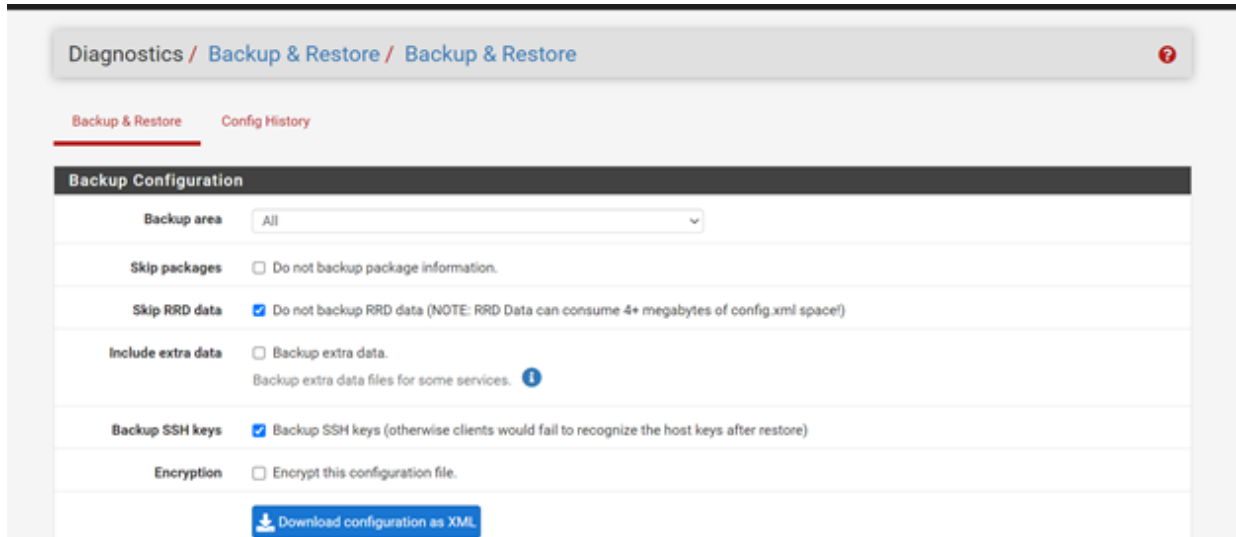 Diagnostics / Backup & Restore / Backup & Restore
Backup & Restore Config History
Backup Configuration
Backup area All
Skip packages Do not backup package information.
Skip RRD data Do not backup RRD data (NOTE: RRD Data can consume 4+ megabytes of config.xml space!)
Include extra data Backup extra data.
Backup extra data files for some services.
Backup SSH keys Backup SSH keys (otherwise clients would fail to recognize the host keys after restore)
Encryption Encrypt this configuration file.
Download configuration as XML